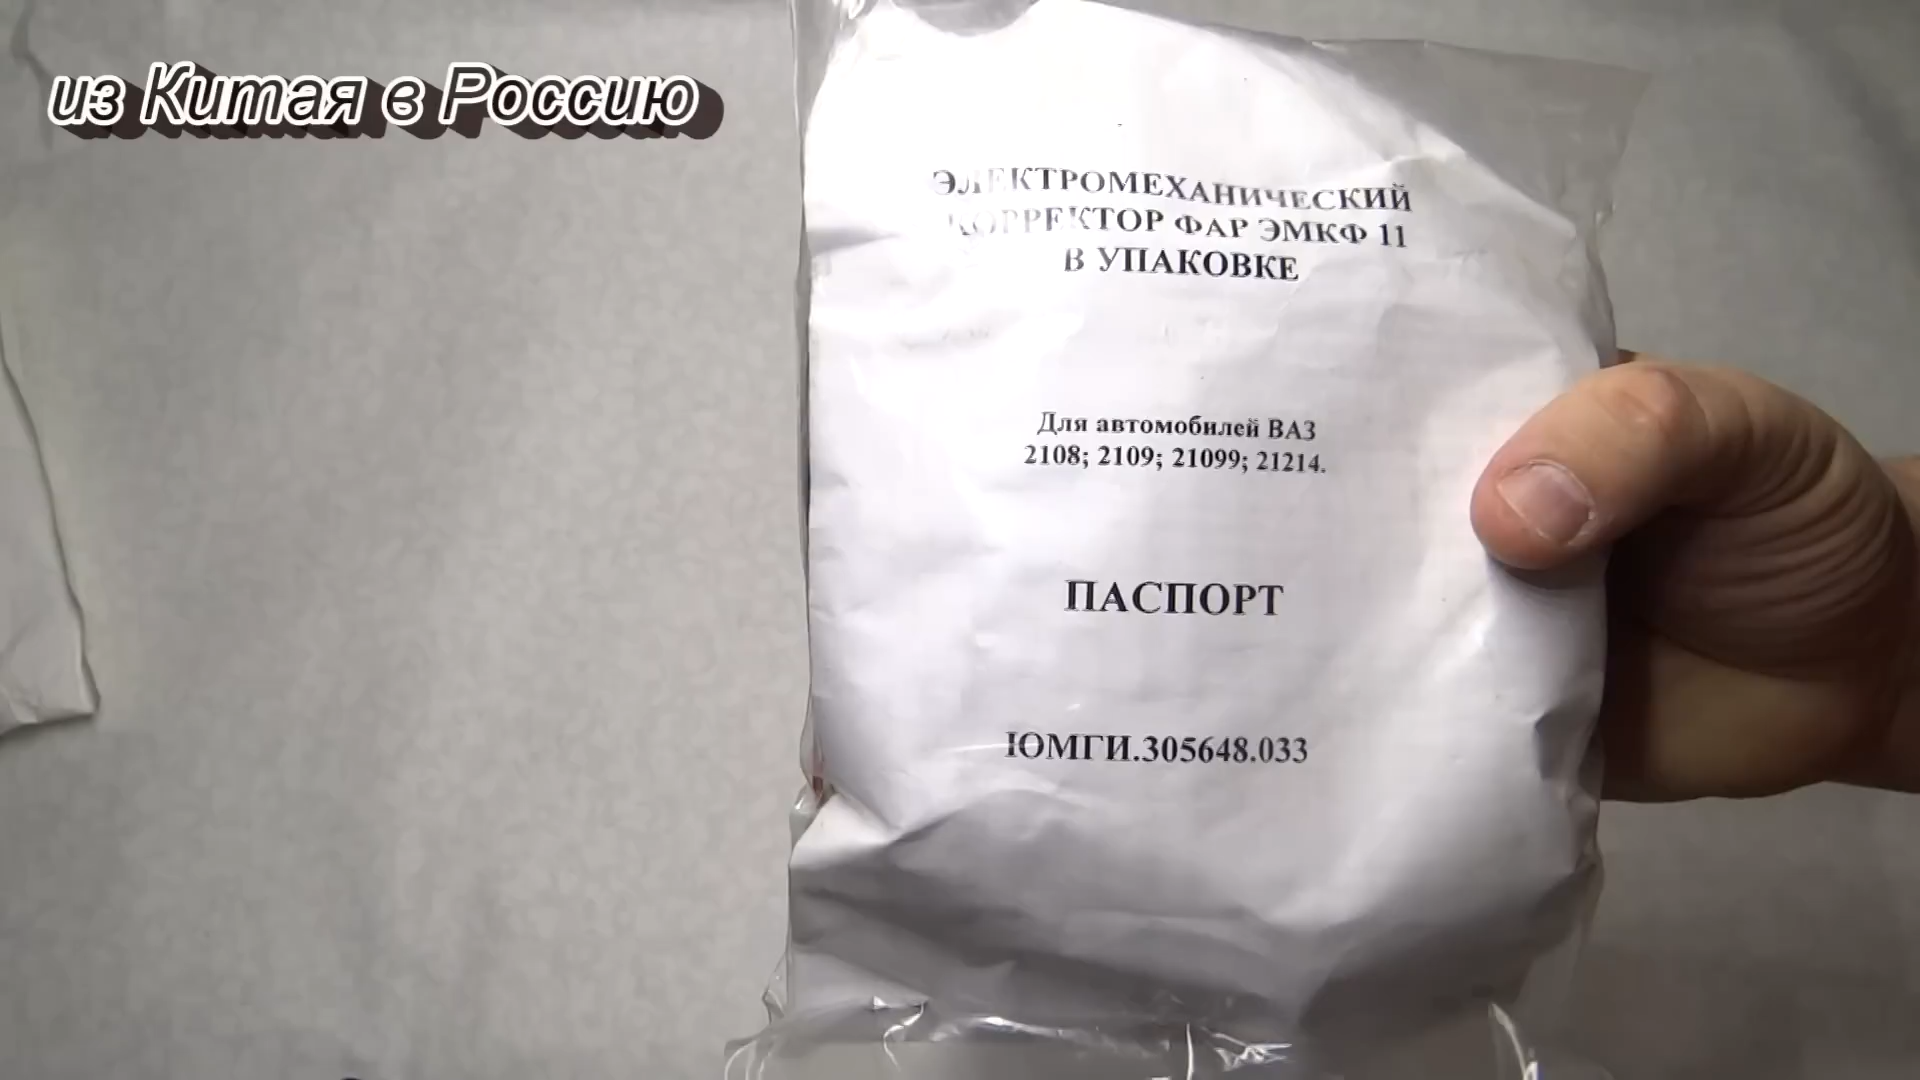 из Китая в Россию
ЭЛЕКТРОМЕХАНИЧЕСКИЙ
КОРРЕКТОР ФАР ЭМКФ 11
В УПАКОВКЕ
Для автомобилей ВАЗ
2108; 2109; 21099; 21214.
ПАСПОРТ
ЮМГИ.305648.033